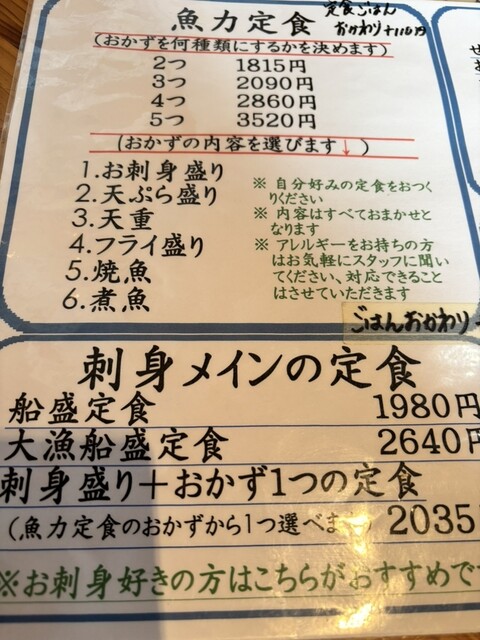 魚力定食
定食ごはん
おかわり+110円
(おかずを何種類にするかを決めます)
2つ 1815円
3つ 2090円
4つ 2860円
5つ 3520円
(おかずの内容を選びます↓)
1.お刺身盛り
2.天ぷら盛り
3.天重
4.フライ盛り
5.焼魚
6.煮魚
※ 自分好みの定食をおつく
りください
※ 内容はすべておまかせと
なります
※ アレルギーをお持ちの方
はお気軽にスタッフに聞い
てください、対応できること
はさせていただきます
ごはんおかわり
刺身メインの定食
船盛定食 1980円
大漁船盛定食 2640円
刺身盛り+おかず1つの定食
(魚力定食のおかずから1つ選べま) 2035
※お刺身好きの方はこちらがおすすめで